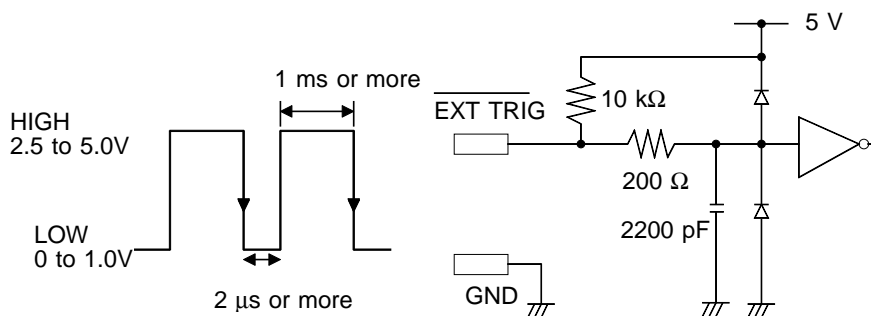 5 V
1 ms or more
EXT TRIG
10 kΩ
HIGH
2.5 to 5.0V
200 Ω
LOW
0 to 1.0V
2200 pF
2 μs or more
GND